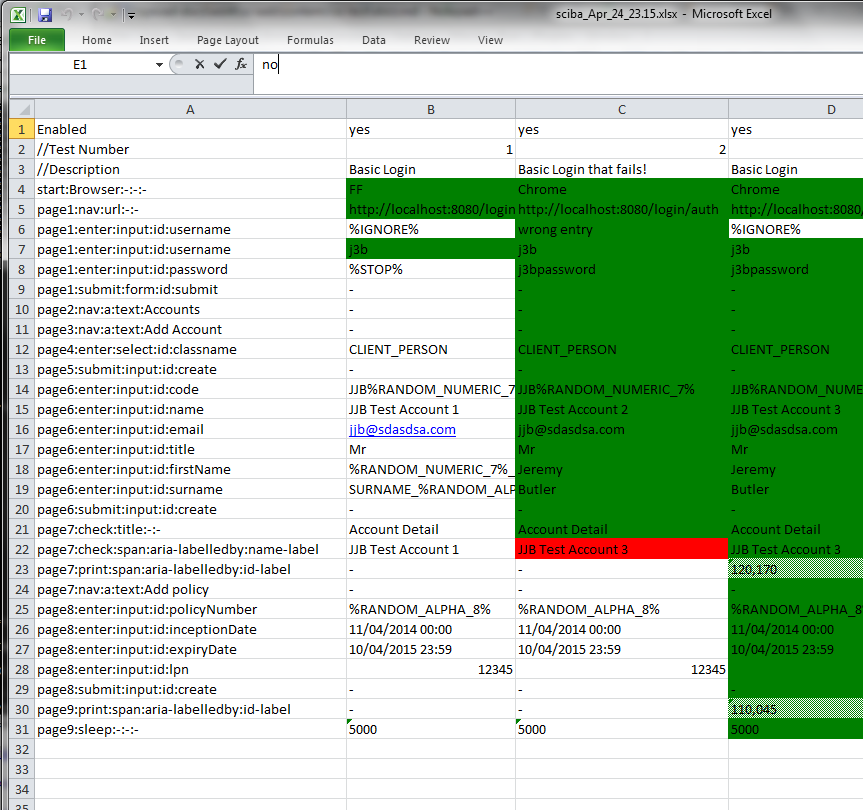 sciba_Apr_24_23.15.xlsx - Microsoft Excel
File Home Insert Page Layout Formulas Data Review View
E1 fx no
A B C D
1 Enabled yes yes yes
2 //Test Number 1 2
3 //Description Basic Login Basic Login that fails! Basic Login
4 start:Browser:-:-:- FF Chrome Chrome
5 page1:nav:url:-:- http://localhost:8080/login http://localhost:8080/login/auth http://localhost:8080/
6 page1:enter:input:id:username %IGNORE% wrong entry %IGNORE%
7 page1:enter:input:id:username j3b j3b j3b
8 page1:enter:input:id:password %STOP% j3bpassword j3bpassword
9 page1:submit:form:id:submit - - -
10 page2:nav:a:text:Accounts - - -
11 page3:nav:a:text:Add Account - - -
12 page4:enter:select:id:classname CLIENT_PERSON CLIENT_PERSON CLIENT_PERSON
13 page5:submit:input:id:create - - -
14 page6:enter:input:id:code JJB%RANDOM_NUMERIC_7 JJB%RANDOM_NUMERIC_7% JJB%RANDOM_NUME
15 page6:enter:input:id:name JJB Test Account 1 JJB Test Account 2 JJB Test Account 3
16 page6:enter:input:id:email jjb@sdasdsa.com jjb@sdasdsa.com jjb@sdasdsa.com
17 page6:enter:input:id:title Mr Mr Mr
18 page6:enter:input:id:firstName %RANDOM_NUMERIC_7%_ Jeremy Jeremy
19 page6:enter:input:id:surname SURNAME_%RANDOM_ALP Butler Butler
20 page6:submit:input:id:create - - -
21 page7:check:title:-:- Account Detail Account Detail Account Detail
22 page7:check:span:aria-labelledby:name-label JJB Test Account 1 JJB Test Account 3 JJB Test Account 3
23 page7:print:span:aria-labelledby:id-label - - 120,170
24 page7:nav:a:text:Add policy - - -
25 page8:enter:input:id:policyNumber %RANDOM_ALPHA_8% %RANDOM_ALPHA_8% %RANDOM_ALPHA_8
26 page8:enter:input:id:inceptionDate 11/04/2014 00:00 11/04/2014 00:00 11/04/2014 00:00
27 page8:enter:input:id:expiryDate 10/04/2015 23:59 10/04/2015 23:59 10/04/2015 23:59
28 page8:enter:input:id:lpn 12345 12345
29 page8:submit:input:id:create - - -
30 page9:print:span:aria-labelledby:id-label - - 110,045
31 page9:sleep:-:-:- 5000 5000 5000
32
33
34
35